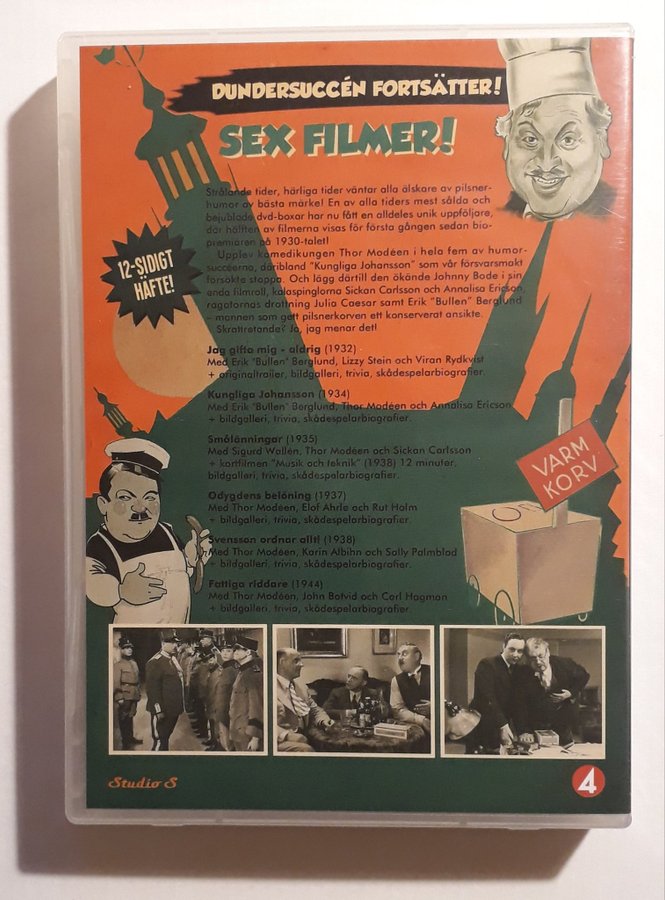 DUNDERSUCCÉN FORTSÄTTER!
SEX FILMER!
Strålande tider, härliga tider väntar alla älskare av pilsner-
humor av bästa märke! En av alla tiders mest sålda och
bejublade dvd-boxar har nu fått en alldeles unik uppföljare,
där hälften av filmerna visas för första gången sedan bio-
premiären på 1930-talet!
Upplev komedikungen Thor Modéen i hela fem av humor-
succéerna, däribland "Kungliga Johansson" som vår försvarsmakt
försökte stoppa. Och lägg därtill den ökände Johnny Bode i sin
enda filmroll, kalaspinglorna Sickan Carlsson och Annalisa Ericson,
ragatornas drottning Julia Caesar samt Erik "Bullen" Berglund
– mannen som gett pilsnerkorven ett konserverat ansikte.
Skrattretande? Ja, jag menar det!
12-SIDIGT
HÄFTE!
Jag gifta mig - aldrig (1932)
Med Erik "Bullen" Berglund, Lizzy Stein och Viran Rydkvist
+ originaltrailer, bildgalleri, trivia, skådespelarbiografier.
Kungliga Johansson (1934)
Med Erik "Bullen" Berglund, Thor Modéen och Annalisa Ericson
+ bildgalleri, trivia, skådespelarbiografier.
Smålänningar (1935)
Med Sigurd Wallén, Thor Modéen och Sickan Carlsson
+ kortfilmen "Musik och teknik" (1938) 12 minuter,
bildgalleri, trivia, skådespelarbiografier.
Odygdens belöning (1937)
Med Thor Modéen, Elof Ahrle och Rut Holm
+ bildgalleri, trivia, skådespelarbiografier.
Svensson ordnar allt! (1938)
Med Thor Modéen, Karin Albihn och Sally Palmblad
+ bildgalleri, trivia, skådespelarbiografier.
Fattiga riddare (1944)
Med Thor Modéen, John Botvid och Carl Hagman
+ bildgalleri, trivia, skådespelarbiografier.
VARM
KORV
Studio S
4